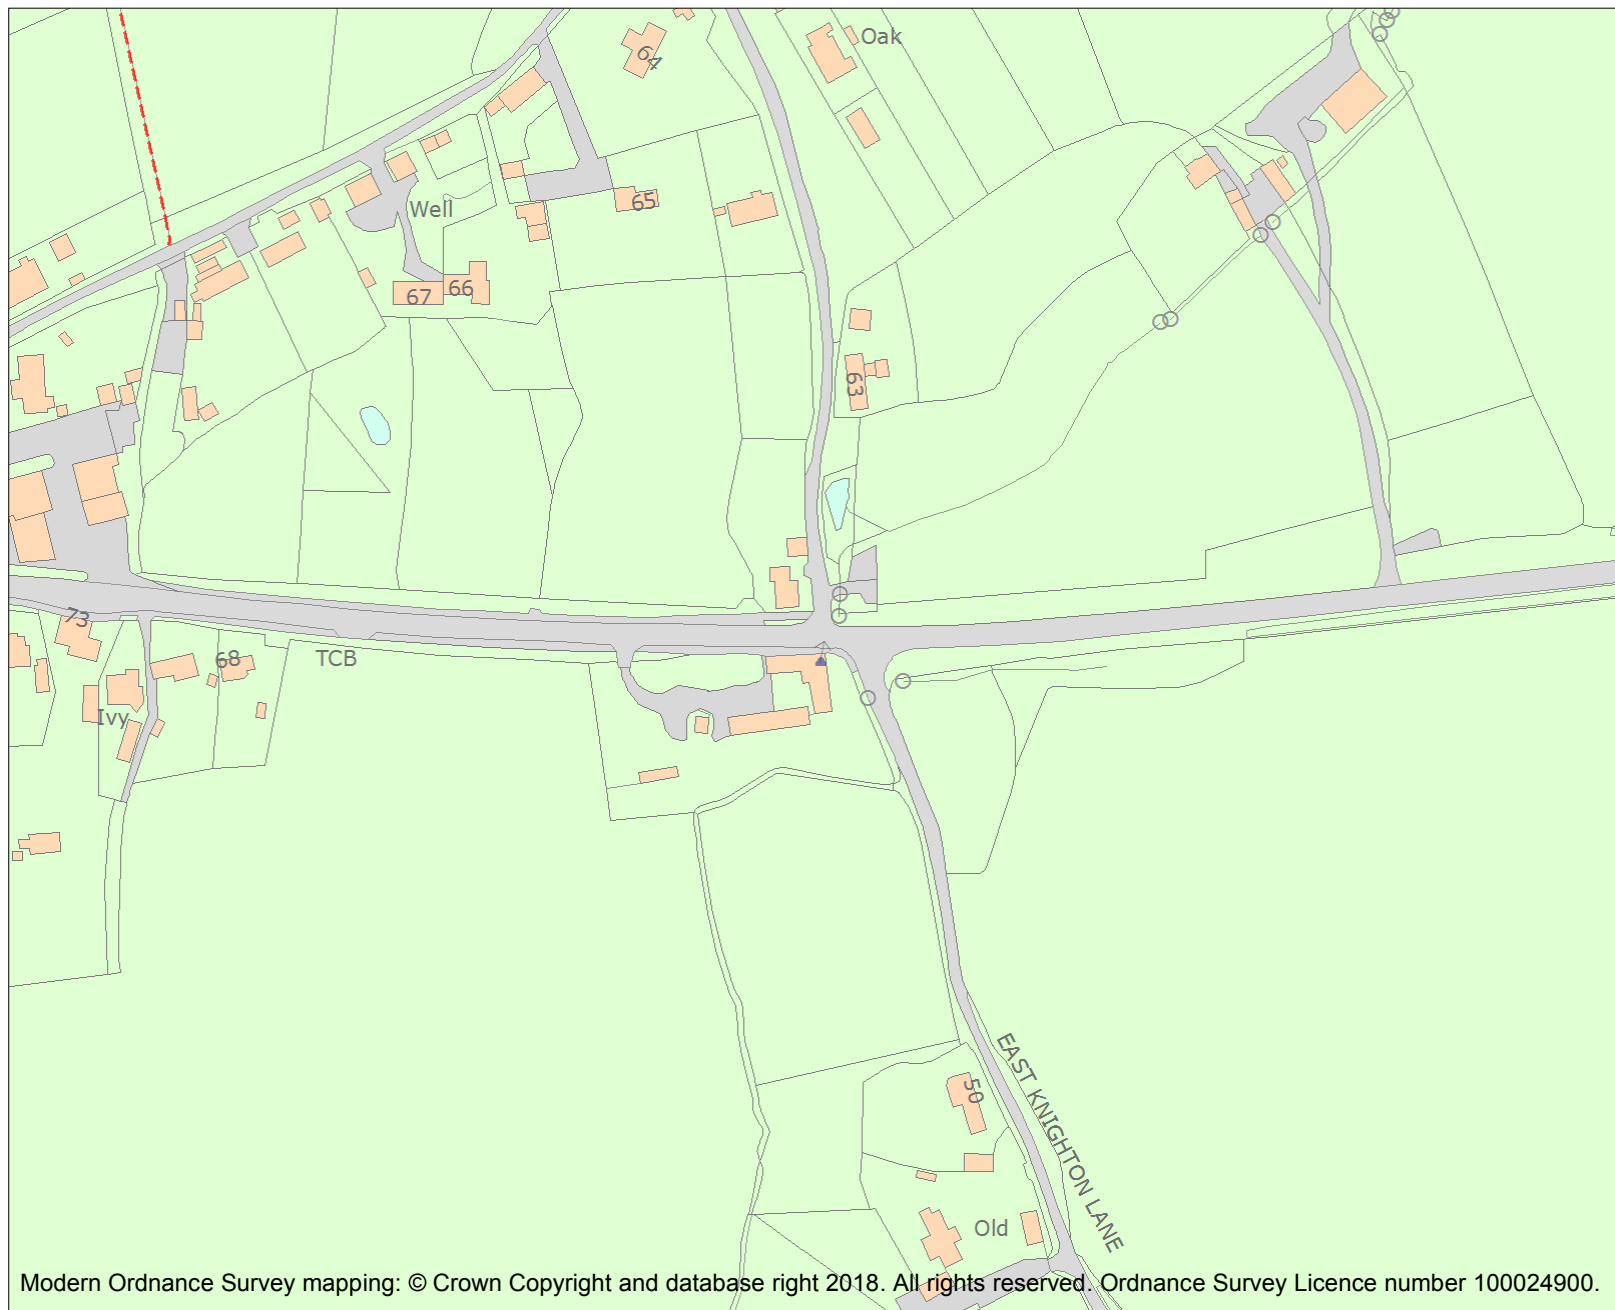 Oak
64
Well
65
67
66
63
73
68
TCB
Ivy
EAST KNIGHTON LANE
50
Old
Modern Ordnance Survey mapping: © Crown Copyright and database right 2018. All rights reserved. Ordnance Survey Licence number 100024900.